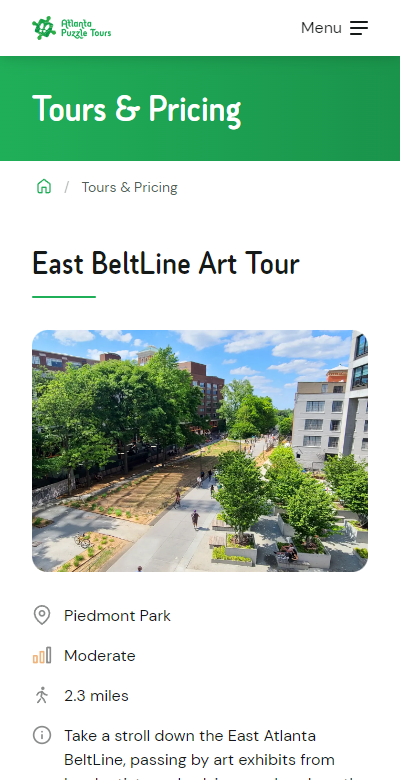 Atlanta
Puzzle Tours
Menu
Tours & Pricing
/ Tours & Pricing
East BeltLine Art Tour
Piedmont Park
Moderate
2.3 miles
Take a stroll down the East Atlanta
BeltLine, passing by art exhibits from